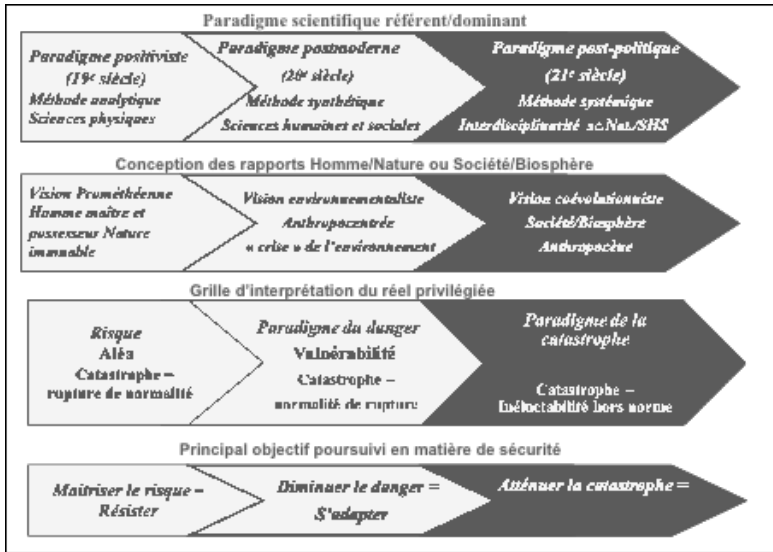 Paradigme scientifique référent/dominant
Paradigme positiviste
(19e siècle)
Méthode analytique
Sciences physiques
Paradigme postmoderne
(20e siècle)
Méthode synthétique
Sciences humaines et sociales
Paradigme post-politique
(21e siècle)
Méthode systémique
Interdisciplinarité sc Nat./SHS
Conception des rapports Homme/Nature ou Société/Biosphère
Vision Prométhéenne
Homme maître et
possesseur Nature
immuable
Vision environnementaliste
Anthropocentrée
« crise » de l'environnement
Vision coévolutionniste
Société/Biosphère
Anthropocène
Grille d'interprétation du réel privilégiée
Risque
Aléa
Catastrophe =
rupture de normalité
Paradigme du danger
Vulnérabilité
Catastrophe =
normalité de rupture
Paradigme de la
catastrophe
Catastrophe =
Inéluctabilité hors norme
Principal objectif poursuivi en matière de sécurité
Maîtriser le risque =
Résister
Diminuer le danger =
S'adapter
Atténuer la catastrophe =